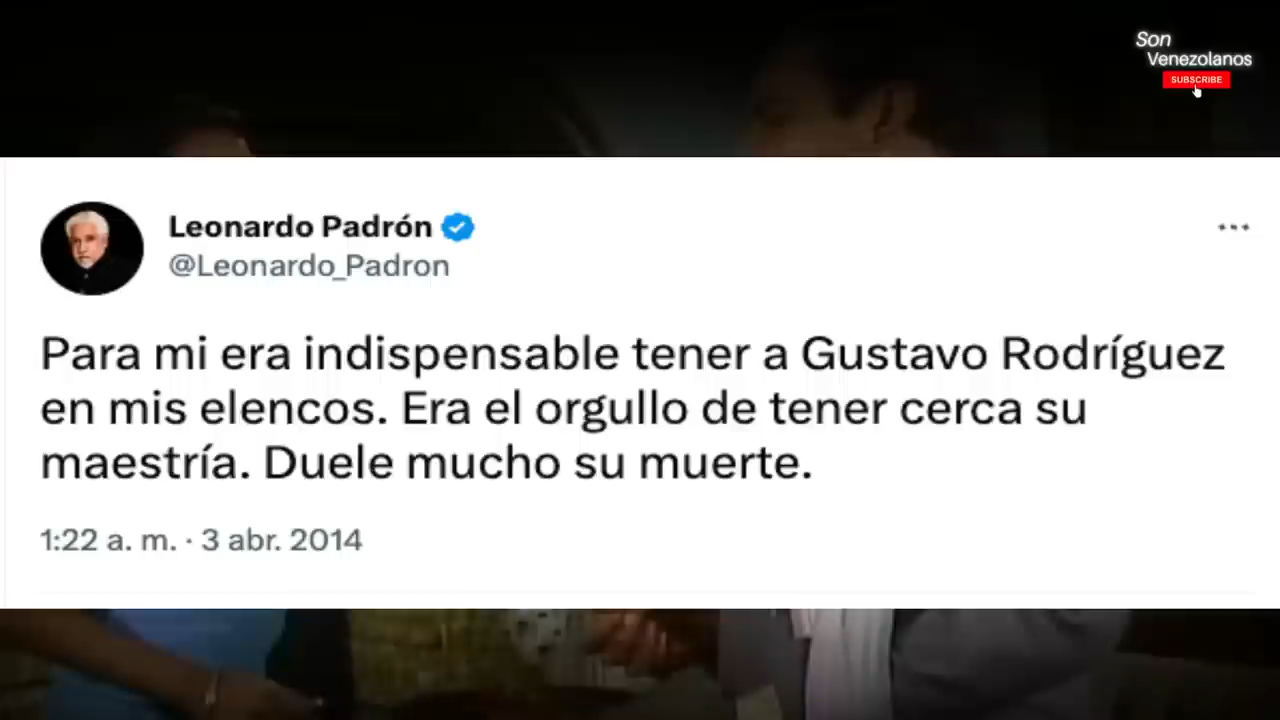 Son
Venezolanos
SUBSCRIBE
Leonardo Padrón
@Leonardo_Padron
Para mi era indispensable tener a Gustavo Rodríguez
en mis elencos. Era el orgullo de tener cerca su
maestría. Duele mucho su muerte.
1:22 a. m. · 3 abr. 2014